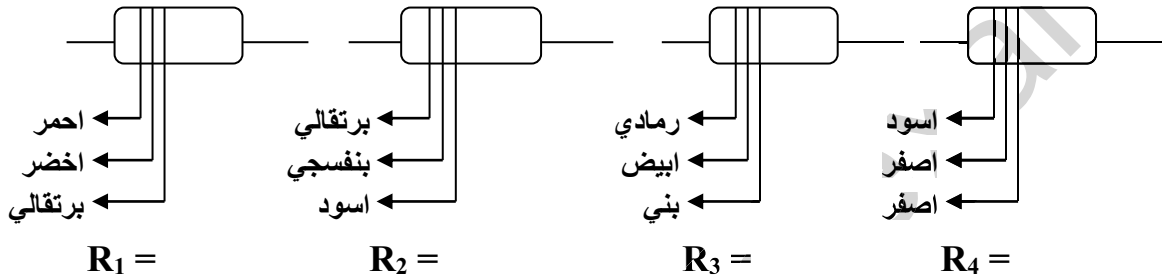 احمر
اخضر
برتقالي
R1 =
برتقالي
بنفسجي
اسود
R2 =
رمادي
ابيض
بني
R3 =
اسود
اصفر
اصفر
R4 =